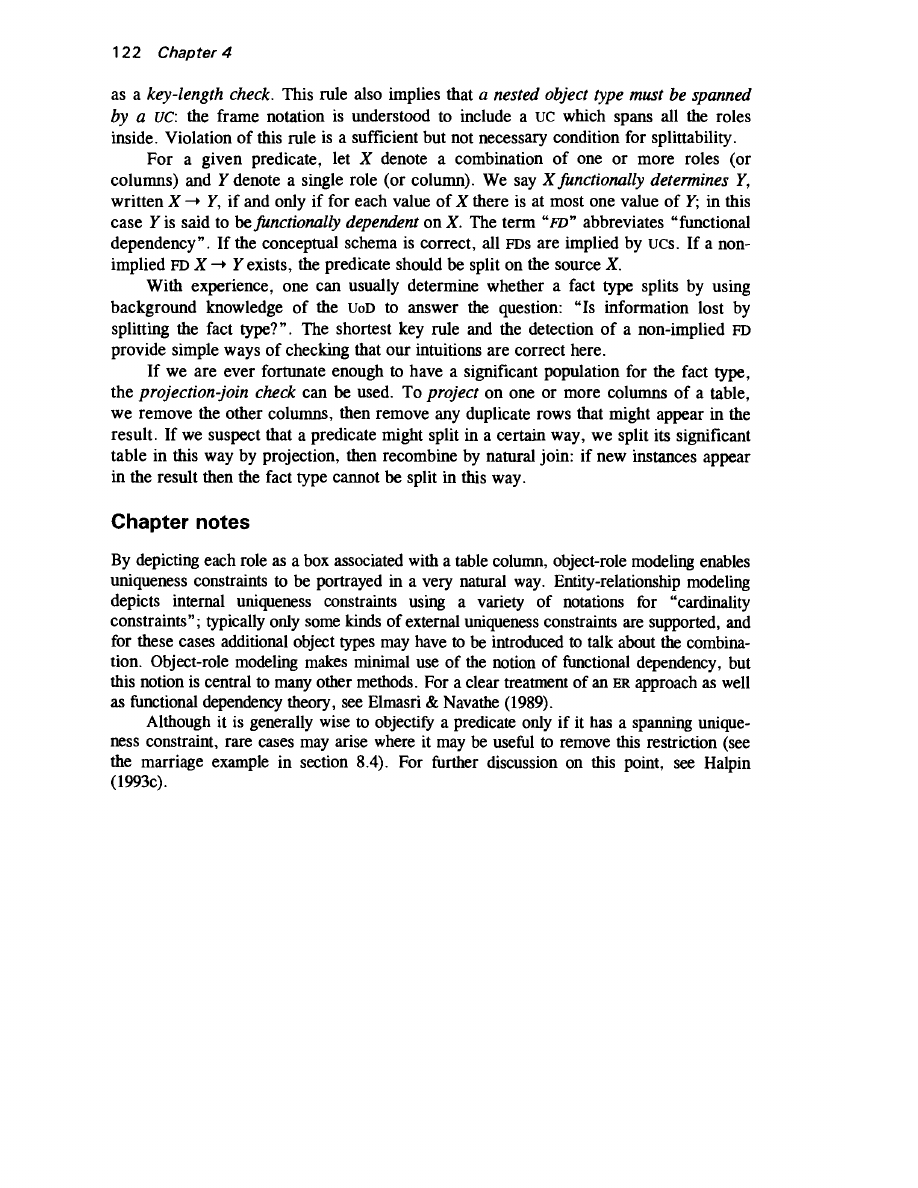 122 Chapter 4
as a key-length check. This rule also implies that a nested object type must be spanned
by a UC: the frame notation is understood to include a UC which spans all the roles
inside. Violation of this rule is a sufficient but not necessary condition for splittability.
For a given predicate, let X denote a combination of one or more roles (or
columns) and Y denote a single role (or column). We say X functionally determines Y,
written X → Y, if and only if for each value of X there is at most one value of Y; in this
case Y is said to be functionally dependent on X. The term “FD” abbreviates “functional
dependency”. If the conceptual schema is correct, all FDs are implied by UCs. If a non-
implied FD X → Y exists, the predicate should be split on the source X.
With experience, one can usually determine whether a fact type splits by using
background knowledge of the UoD to answer the question: “Is information lost by
splitting the fact type?”. The shortest key rule and the detection of a non-implied FD
provide simple ways of checking that our intuitions are correct here.
If we are ever fortunate enough to have a significant population for the fact type,
the projection-join check can be used. To project on one or more columns of a table,
we remove the other columns, then remove any duplicate rows that might appear in the
result. If we suspect that a predicate might split in a certain way, we split its significant
table in this way by projection, then recombine by natural join: if new instances appear
in the result then the fact type cannot be split in this way.
Chapter notes
By depicting each role as a box associated with a table column, object-role modeling enables
uniqueness constraints to be portrayed in a very natural way. Entity-relationship modeling
depicts internal uniqueness constraints using a variety of notations for “cardinality
constraints”; typically only some kinds of external uniqueness constraints are supported, and
for these cases additional object types may have to be introduced to talk about the combina-
tion. Object-role modeling makes minimal use of the notion of functional dependency, but
this notion is central to many other methods. For a clear treatment of an ER approach as well
as functional dependency theory, see Elmasri & Navathe (1989).
Although it is generally wise to objectify a predicate only if it has a spanning unique-
ness constraint, rare cases may arise where it may be useful to remove this restriction (see
the marriage example in section 8.4). For further discussion on this point, see Halpin
(1993c).